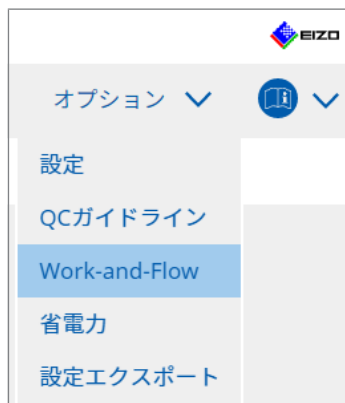 EIZO
オプション
設定
QCガイドライン
Work-and-Flow
省電力
設定エクスポート